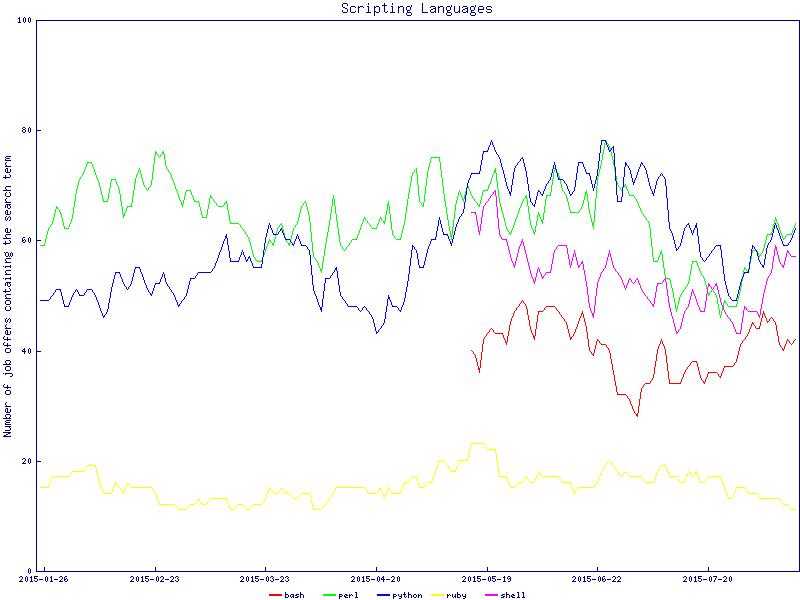 Scripting Languages
Number of job offers containing the search term
100
80
60
40
20
0
2015-01-26 2015-02-23 2015-03-23 2015-04-20 2015-05-19 2015-06-22 2015-07-20
bash perl python ruby shell